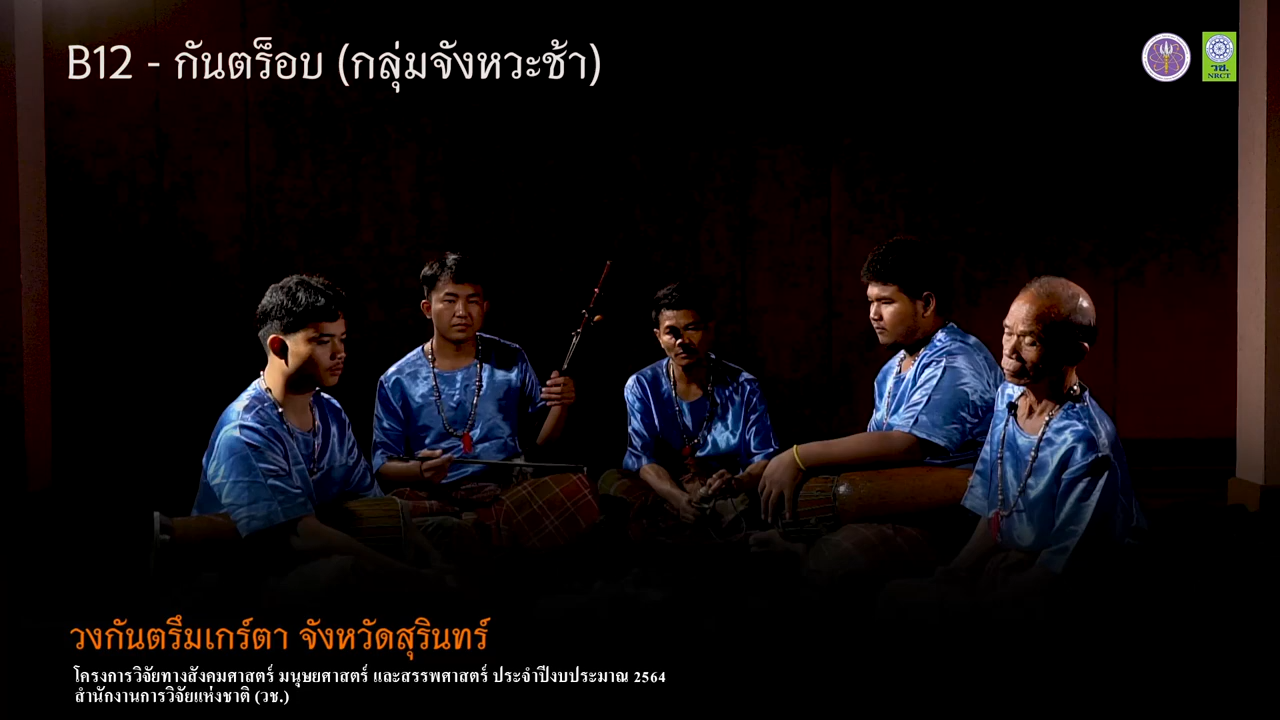 B12 - กันตร็อบ (กลุ่มจังหวะช้า)
วช.
NRCT
วงกันตรึมเกร์ตา จังหวัดสุรินทร์
โครงการวิจัยทางสังคมศาสตร์ มนุษยศาสตร์ และสรรพศาสตร์ ประจำปีงบประมาณ 2564
สำนักงานการวิจัยแห่งชาติ (วช.)